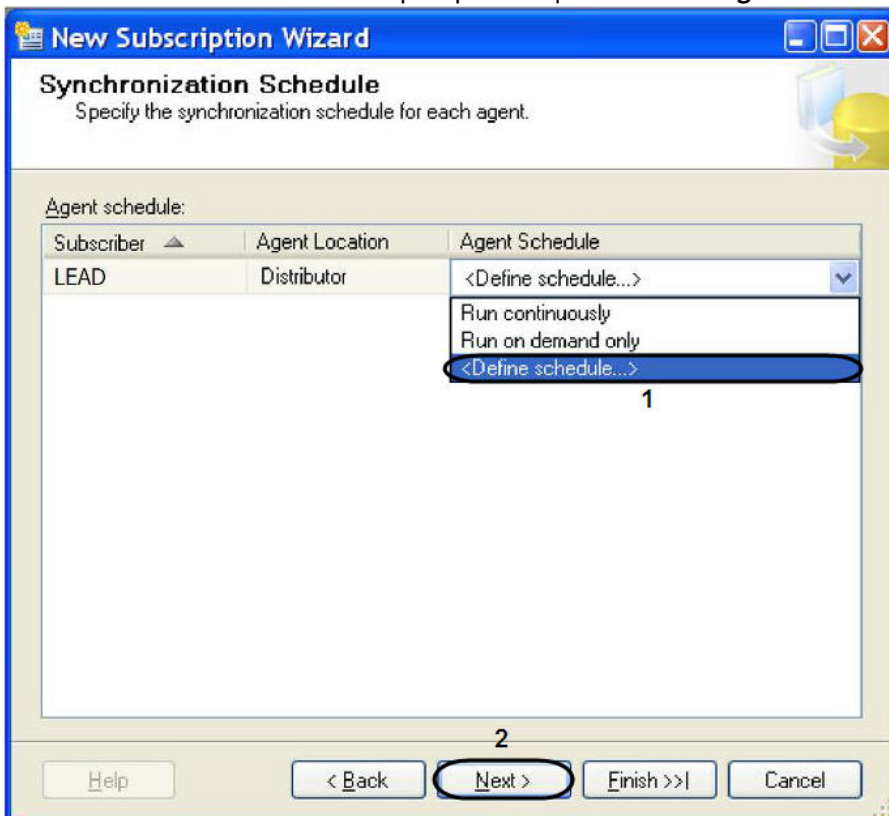 New Subscription Wizard
Synchronization Schedule
Specify the synchronization schedule for each agent.
Agent schedule:
Subscriber Agent Location Agent Schedule
LEAD Distributor <Define schedule...>
Run continuously
Run on demand only
<Define schedule...>
1
2
Help < Back Next > Finish >>| Cancel